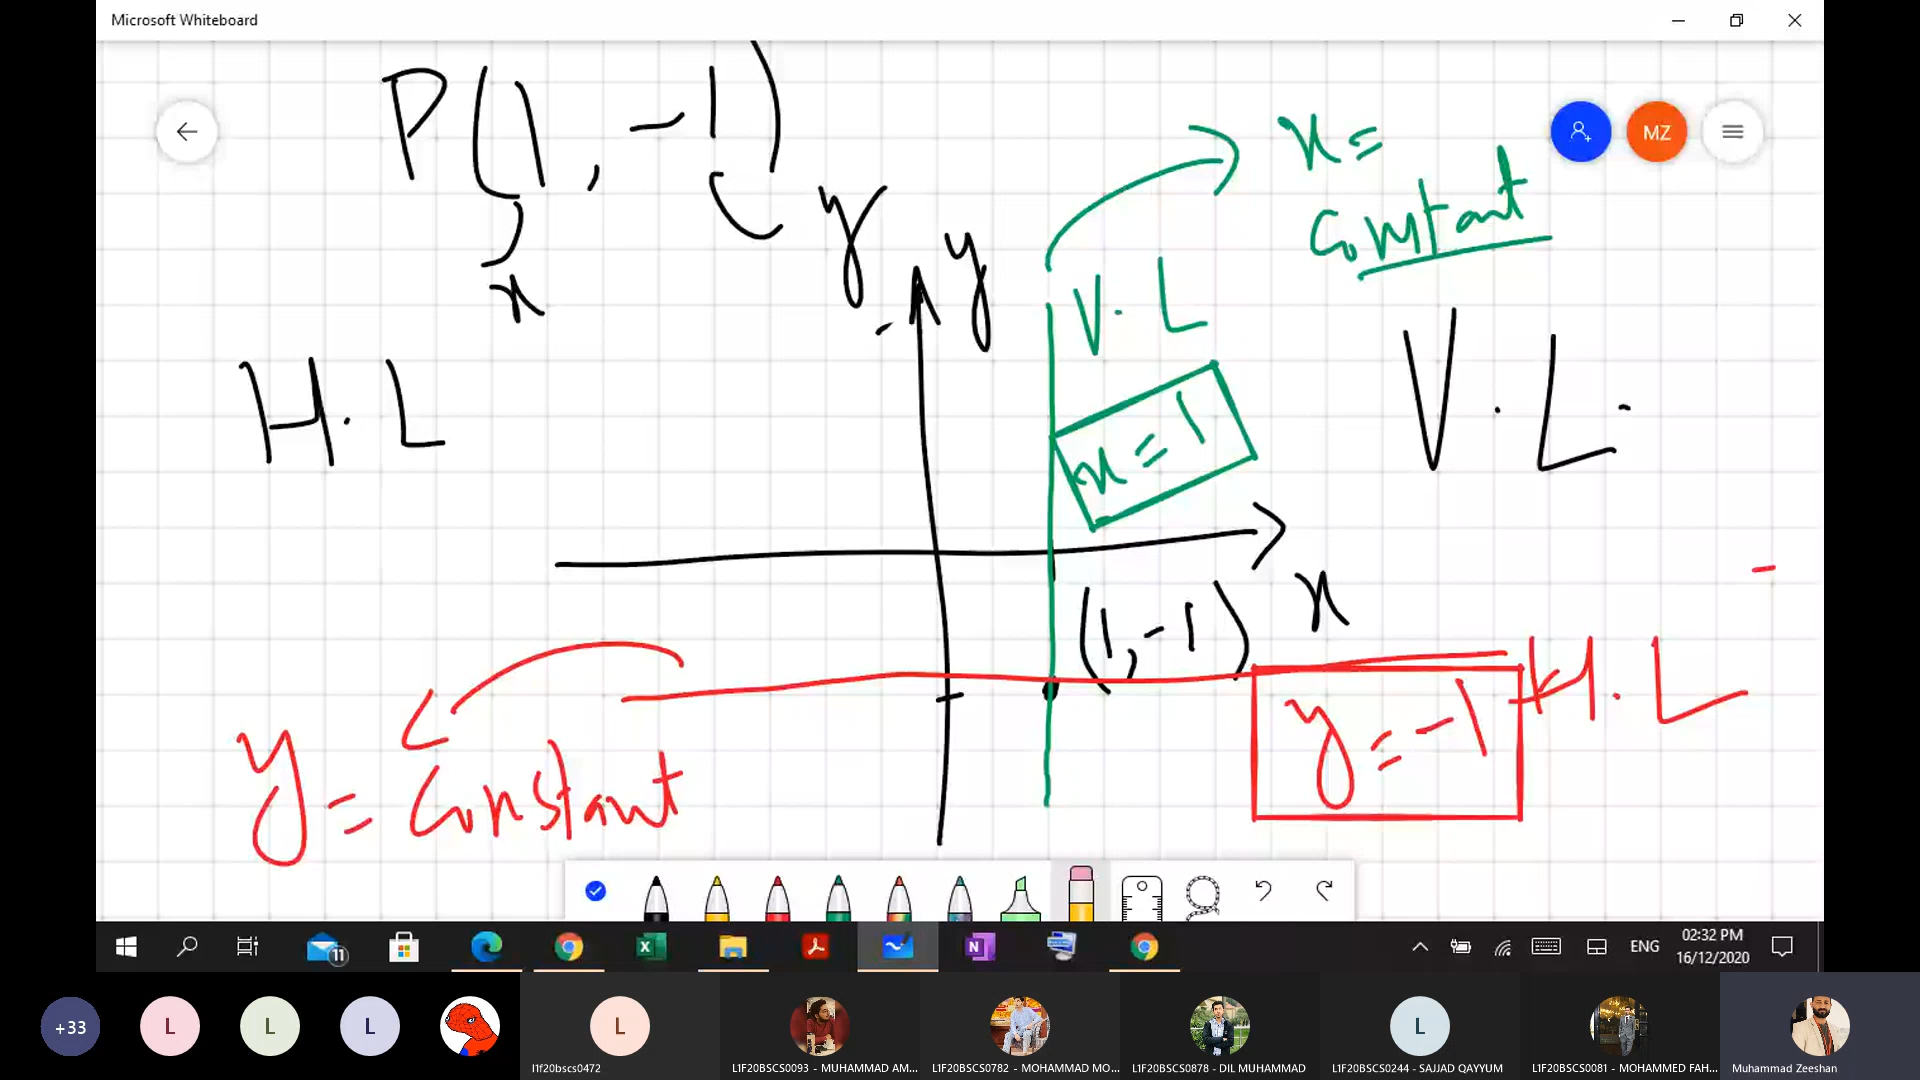 Microsoft Whiteboard
P(1, -1)
x
y
y
x =
Constant
MZ
V. L
H. L
x = 1
V. L.
(1, -1)
x
y = Constant
y = -1
H. L
11
ENG
02:32 PM
16/12/2020
+33
L
L
L
L
l1f20bscs0472
L1F20BSCS0093 - MUHAMMAD AM...
L1F20BSCS0782 - MOHAMMAD MO...
L1F20BSCS0878 - DIL MUHAMMAD
L
L1F20BSCS0244 - SAJJAD QAYYUM
L1F20BSCS0081 - MOHAMMED FAH...
Muhammad Zeeshan